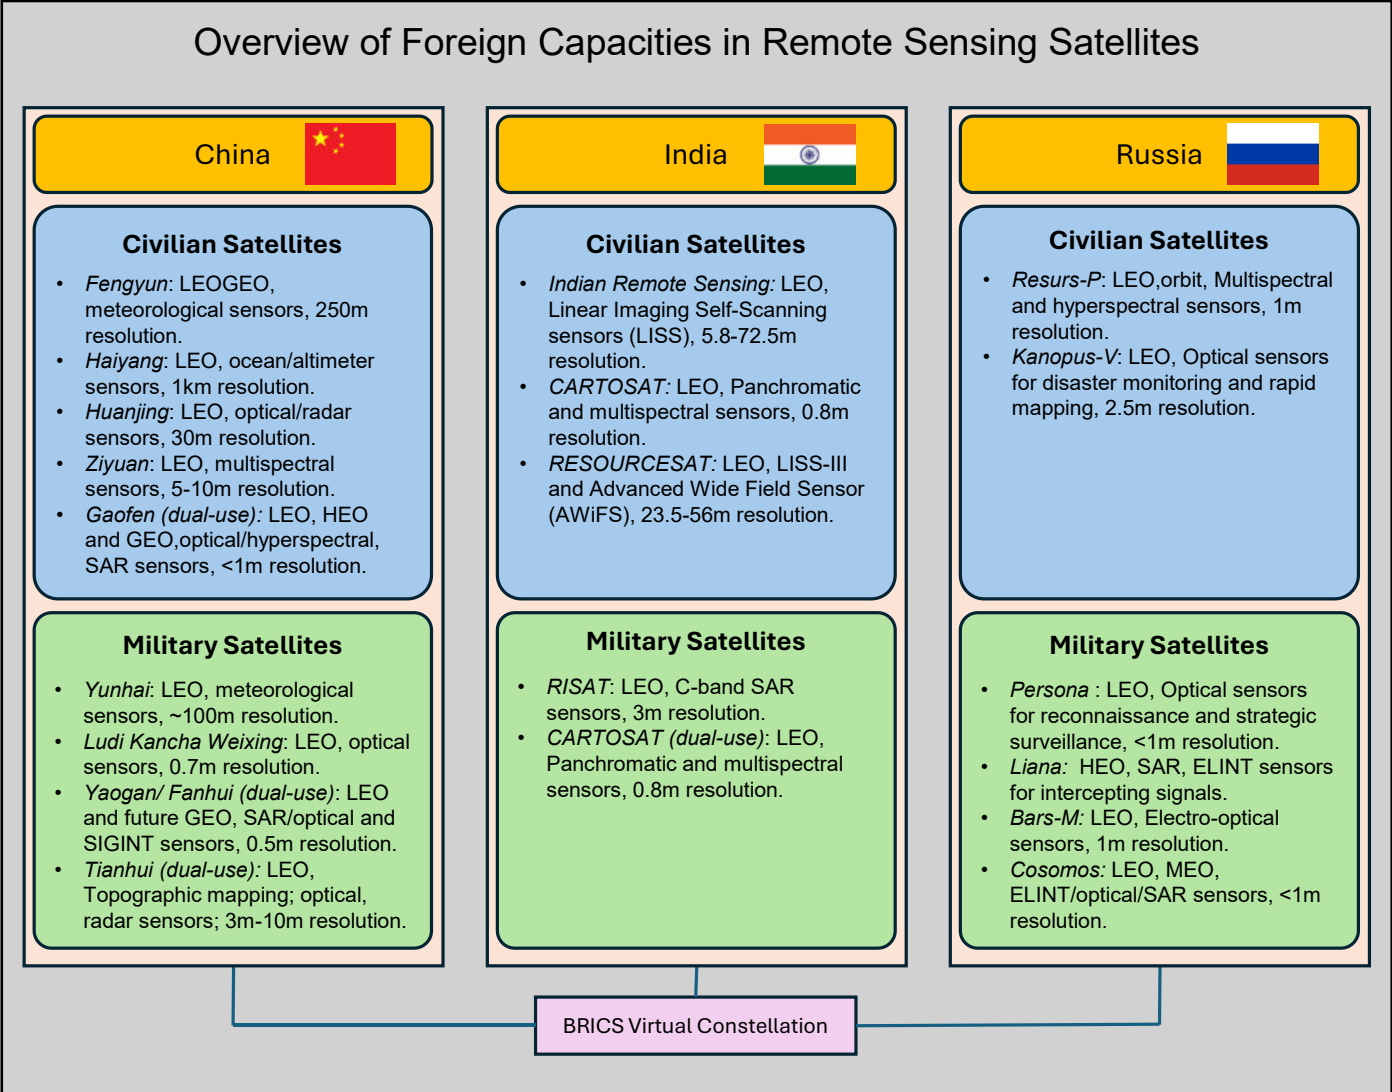 Overview of Foreign Capacities in Remote Sensing Satellites
China
Civilian Satellites
• Fengyun: LEOGEO,
meteorological sensors, 250m
resolution.
• Haiyang: LEO, ocean/altimeter
sensors, 1km resolution.
• Huanjing: LEO, optical/radar
sensors, 30m resolution.
• Ziyuan: LEO, multispectral
sensors, 5-10m resolution.
• Gaofen (dual-use): LEO, HEO
and GEO,optical/hyperspectral,
SAR sensors, <1m resolution.
Military Satellites
• Yunhai: LEO, meteorological
sensors, ~100m resolution.
• Ludi Kancha Weixing: LEO, optical
sensors, 0.7m resolution.
• Yaogan/ Fanhui (dual-use): LEO
and future GEO, SAR/optical and
SIGINT sensors, 0.5m resolution.
• Tianhui (dual-use): LEO,
Topographic mapping; optical,
radar sensors; 3m-10m resolution.
India
Civilian Satellites
• Indian Remote Sensing: LEO,
Linear Imaging Self-Scanning
sensors (LISS), 5.8-72.5m
resolution.
• CARTOSAT: LEO, Panchromatic
and multispectral sensors, 0.8m
resolution.
• RESOURCESAT: LEO, LISS-III
and Advanced Wide Field Sensor
(AWiFS), 23.5-56m resolution.
Military Satellites
• RISAT: LEO, C-band SAR
sensors, 3m resolution.
• CARTOSAT (dual-use): LEO,
Panchromatic and multispectral
sensors, 0.8m resolution.
Russia
Civilian Satellites
• Resurs-P: LEO,orbit, Multispectral
and hyperspectral sensors, 1m
resolution.
• Kanopus-V: LEO, Optical sensors
for disaster monitoring and rapid
mapping, 2.5m resolution.
Military Satellites
• Persona : LEO, Optical sensors
for reconnaissance and strategic
surveillance, <1m resolution.
• Liana: HEO, SAR, ELINT sensors
for intercepting signals.
• Bars-M: LEO, Electro-optical
sensors, 1m resolution.
• Cosomos: LEO, MEO,
ELINT/optical/SAR sensors, <1m
resolution.
BRICS Virtual Constellation